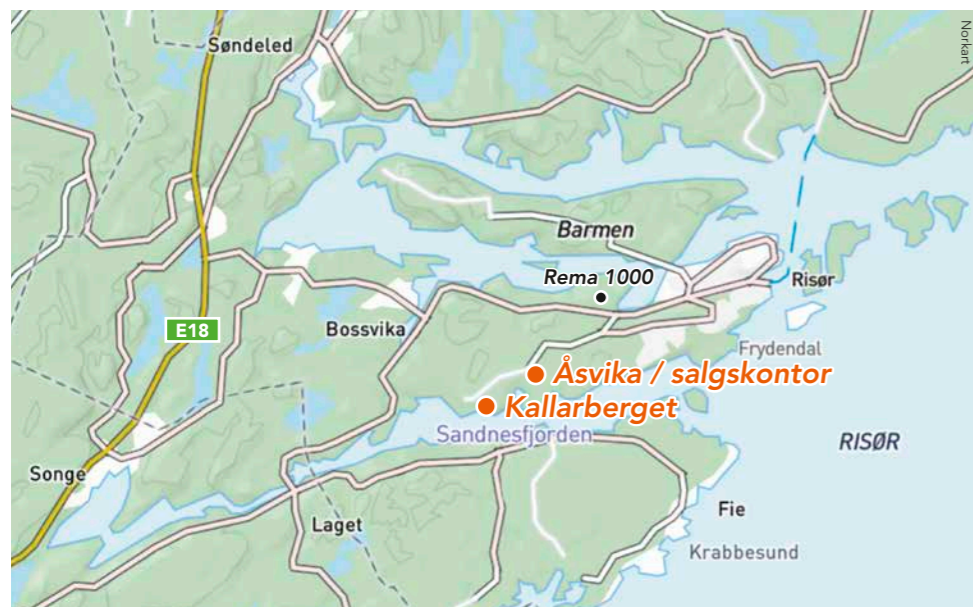 Norkart
Søndeled
Barmen
Rema 1000
Risør
E18
Bossvika
Frydendal
Åsvika / salgskontor
Kallarberget
Sandnesfjorden
RISØR
Songe
Fie
Laget
Krabbesund